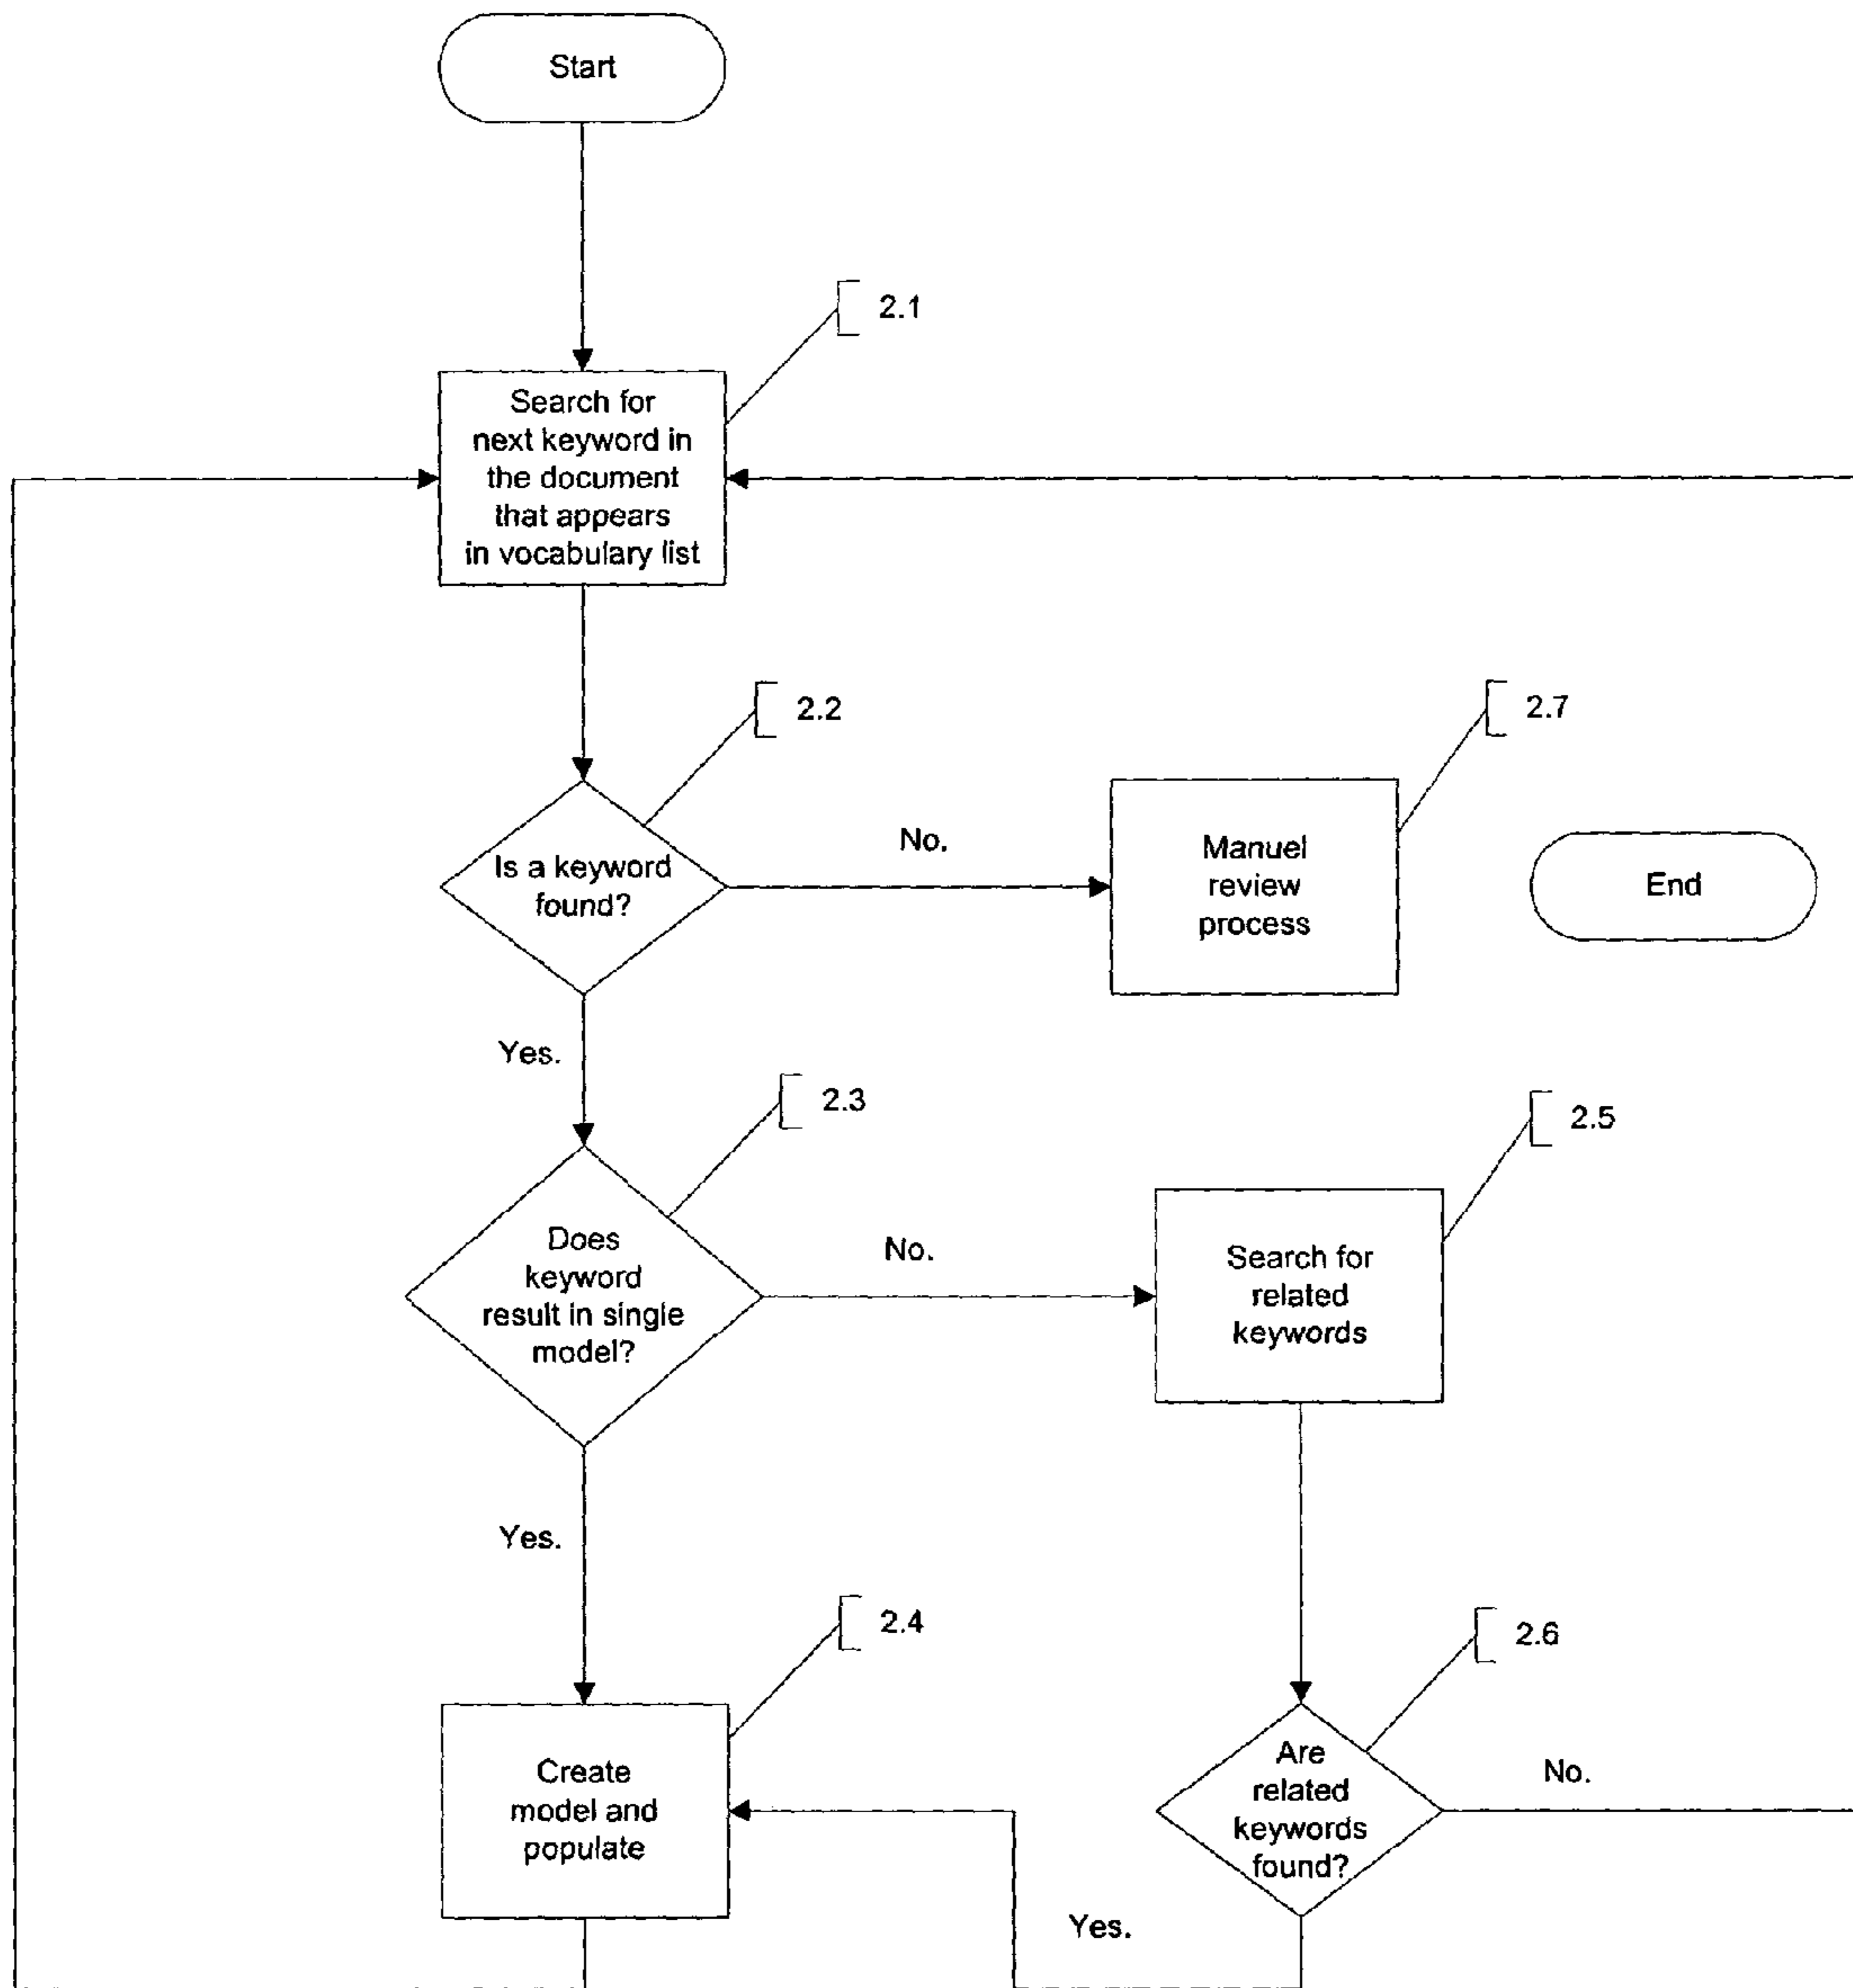 Start
2.1
Search for
next keyword in
the document
that appears
in vocabulary list
2.2
2.7
Is a keyword
found?
No.
Manuel
review
process
End
Yes.
2.3
2.5
Does
keyword
result in single
model?
No.
Search for
related
keywords
Yes.
2.4
2.6
Create
model and
populate
Are
related
keywords
found?
No.
Yes.